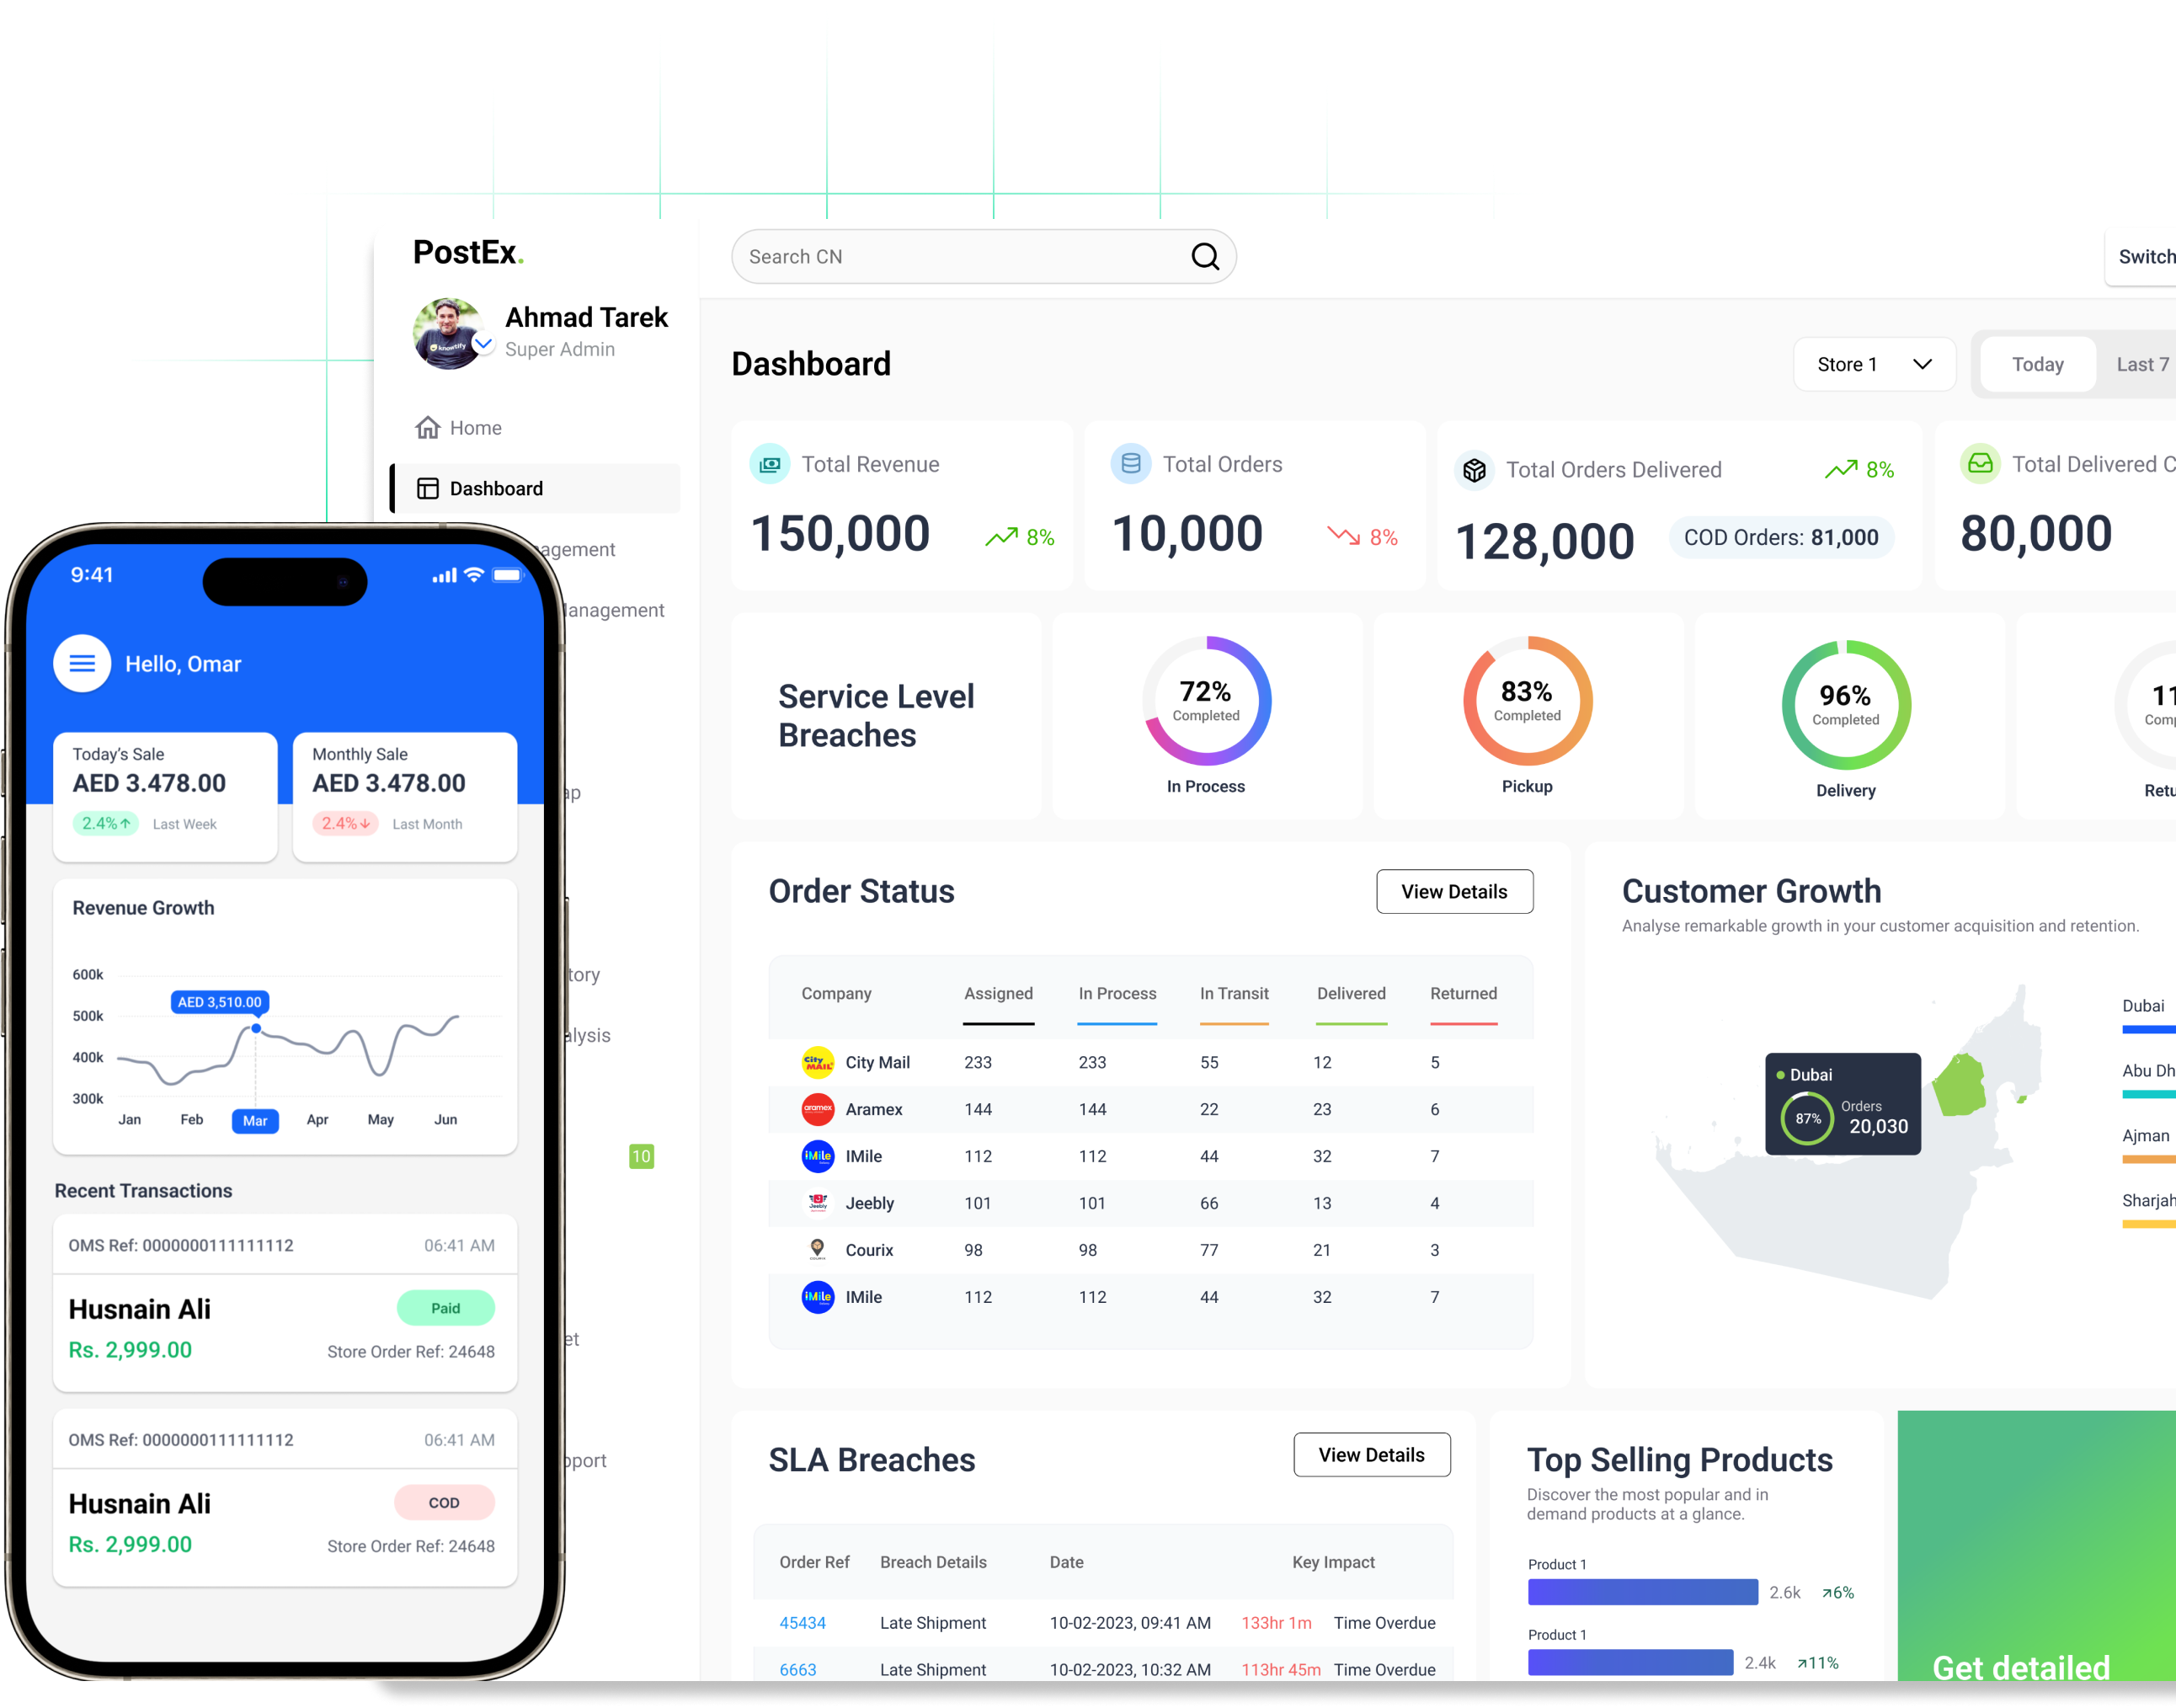 PostEx.
Ahmad Tarek
Super Admin
Home
Dashboard
agement
anagement
ap
tory
alysis
10
et
pport
Search CN
Switch
Dashboard
Store 1
Today
Last 7
Total Revenue
150,000
8%
Total Orders
10,000
8%
Total Orders Delivered
8%
128,000
COD Orders: 81,000
Total Delivered C
80,000
Service Level
Breaches
72%
Completed
In Process
83%
Completed
Pickup
96%
Completed
Delivery
11
Comp
Retu
Order Status
View Details
Company Assigned In Process In Transit Delivered Returned
City Mail 233 233 55 12 5
Aramex 144 144 22 23 6
IMile 112 112 44 32 7
Jeebly 101 101 66 13 4
Courix 98 98 77 21 3
IMile 112 112 44 32 7
Customer Growth
Analyse remarkable growth in your customer acquisition and retention.
Dubai
87%
Orders
20,030
Dubai
Abu Dh
Ajman
Sharjah
SLA Breaches
View Details
Order Ref Breach Details Date Key Impact
45434 Late Shipment 10-02-2023, 09:41 AM 133hr 1m Time Overdue
6663 Late Shipment 10-02-2023, 10:32 AM 113hr 45m Time Overdue
Top Selling Products
Discover the most popular and in
demand products at a glance.
Product 1
2.6k 6%
Product 1
2.4k 11%
Get detailed
9:41
Hello, Omar
Today's Sale
AED 3.478.00
2.4% Last Week
Monthly Sale
AED 3.478.00
2.4% Last Month
Revenue Growth
600k
500k
400k
300k
AED 3,510.00
Jan Feb Mar Apr May Jun
Recent Transactions
OMS Ref: 0000000111111112 06:41 AM
Husnain Ali Paid
Rs. 2,999.00 Store Order Ref: 24648
OMS Ref: 0000000111111112 06:41 AM
Husnain Ali COD
Rs. 2,999.00 Store Order Ref: 24648